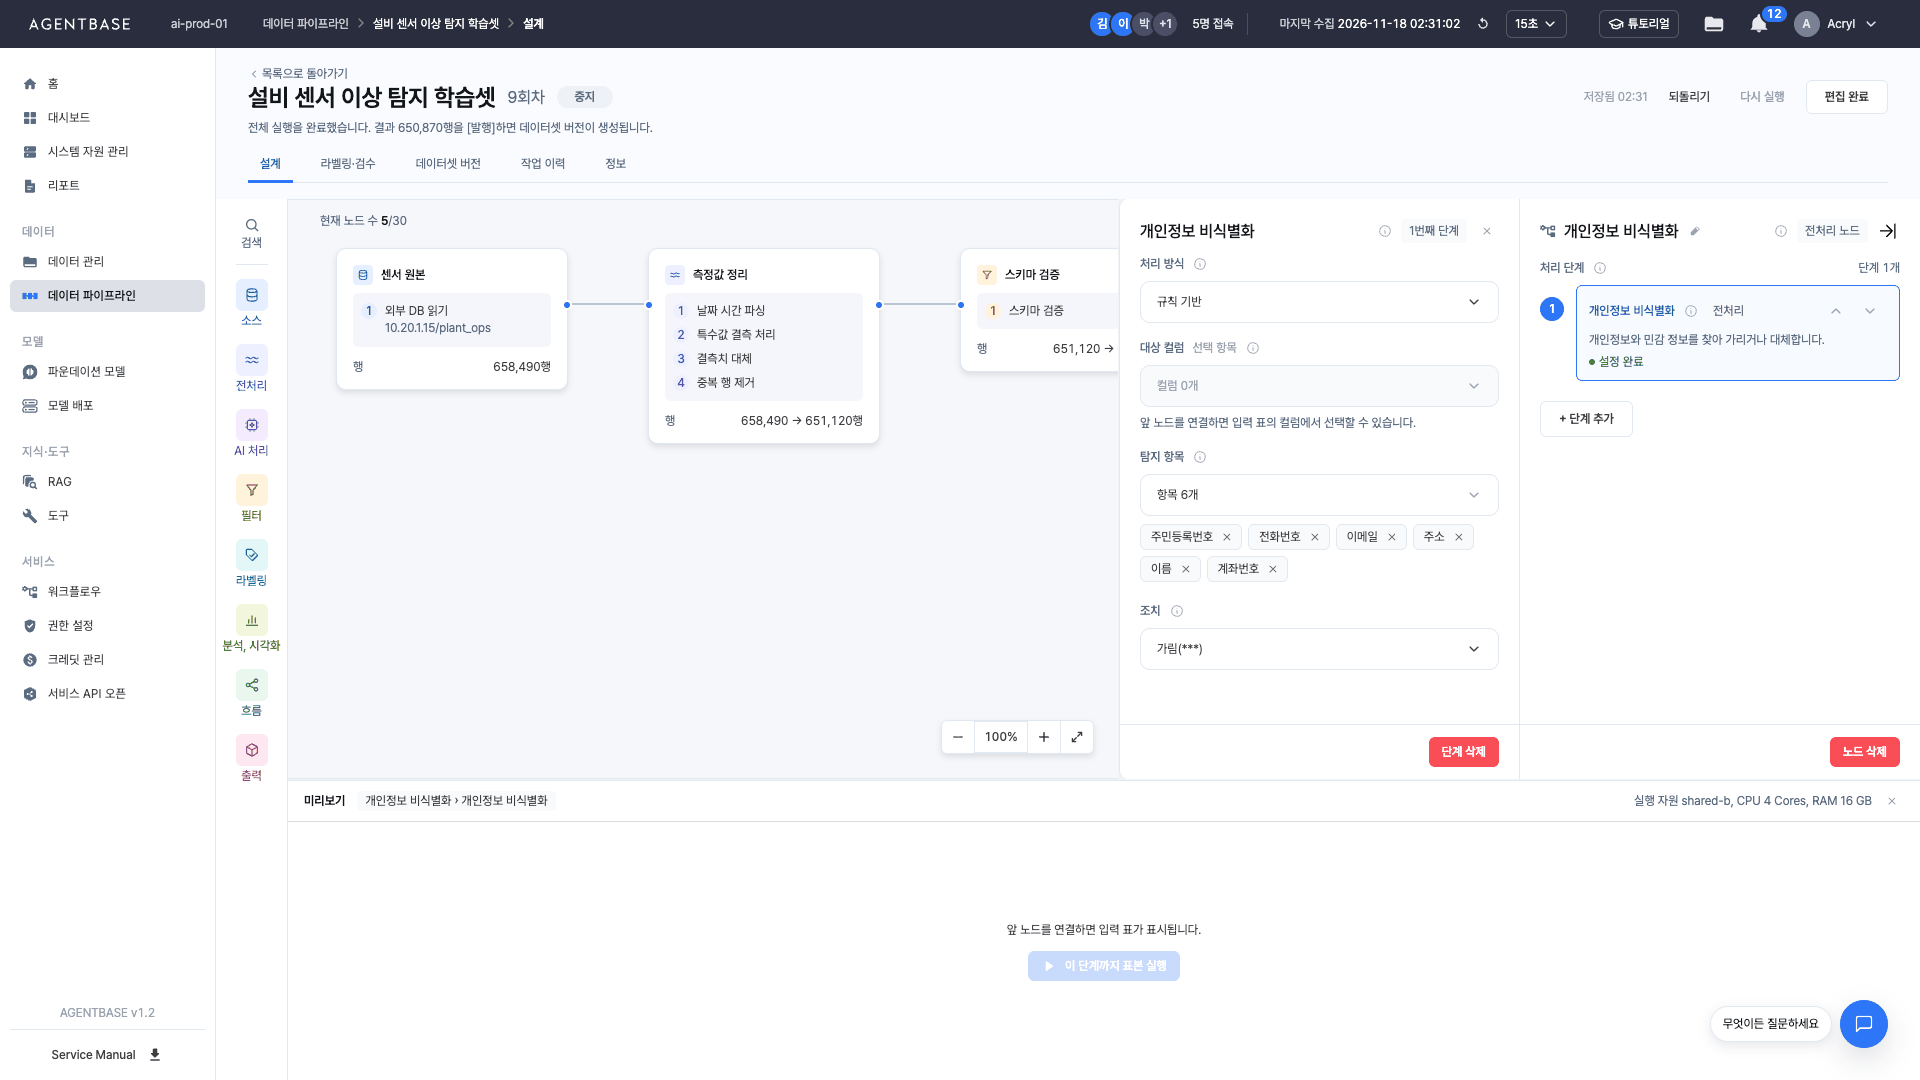 AGENTBASE
ai-prod-01
데이터 파이프라인 > 설비 센서 이상 탐지 학습셋 > 설계
김 이 박 +1 5명 접속
마지막 수집 2026-11-18 02:31:02
15초
튜토리얼
12
A Acryl
홈
대시보드
시스템 자원 관리
리포트
데이터
데이터 관리
데이터 파이프라인
모델
파운데이션 모델
모델 배포
지식·도구
RAG
도구
서비스
워크플로우
권한 설정
크레딧 관리
서비스 API 오픈
AGENTBASE v1.2
Service Manual
목록으로 돌아가기
설비 센서 이상 탐지 학습셋 9회차 중지
전체 실행을 완료했습니다. 결과 650,870행을 [발행]하면 데이터셋 버전이 생성됩니다.
저장됨 02:31 되돌리기 다시 실행 편집 완료
설계 라벨링·검수 데이터셋 버전 작업 이력 정보
검색
소스
전처리
AI 처리
필터
라벨링
분석, 시각화
흐름
출력
현재 노드 수 5/30
센서 원본
1 외부 DB 읽기
10.20.1.15/plant_ops
행 658,490행
측정값 정리
1 날짜 시간 파싱
2 특수값 결측 처리
3 결측치 대체
4 중복 행 제거
행 658,490 → 651,120행
스키마 검증
1 스키마 검증
행 651,120 →
100%
개인정보 비식별화 1번째 단계
처리 방식
규칙 기반
대상 컬럼 선택 항목
컬럼 0개
앞 노드를 연결하면 입력 표의 컬럼에서 선택할 수 있습니다.
탐지 항목
항목 6개
주민등록번호 전화번호 이메일 주소
이름 계좌번호
조치
가림(***)
단계 삭제
개인정보 비식별화 전처리 노드
처리 단계 단계 1개
1 개인정보 비식별화 전처리
개인정보와 민감 정보를 찾아 가리거나 대체합니다.
설정 완료
+ 단계 추가
노드 삭제
미리보기 개인정보 비식별화 › 개인정보 비식별화
실행 자원 shared-b, CPU 4 Cores, RAM 16 GB
앞 노드를 연결하면 입력 표가 표시됩니다.
이 단계까지 표본 실행
무엇이든 질문하세요